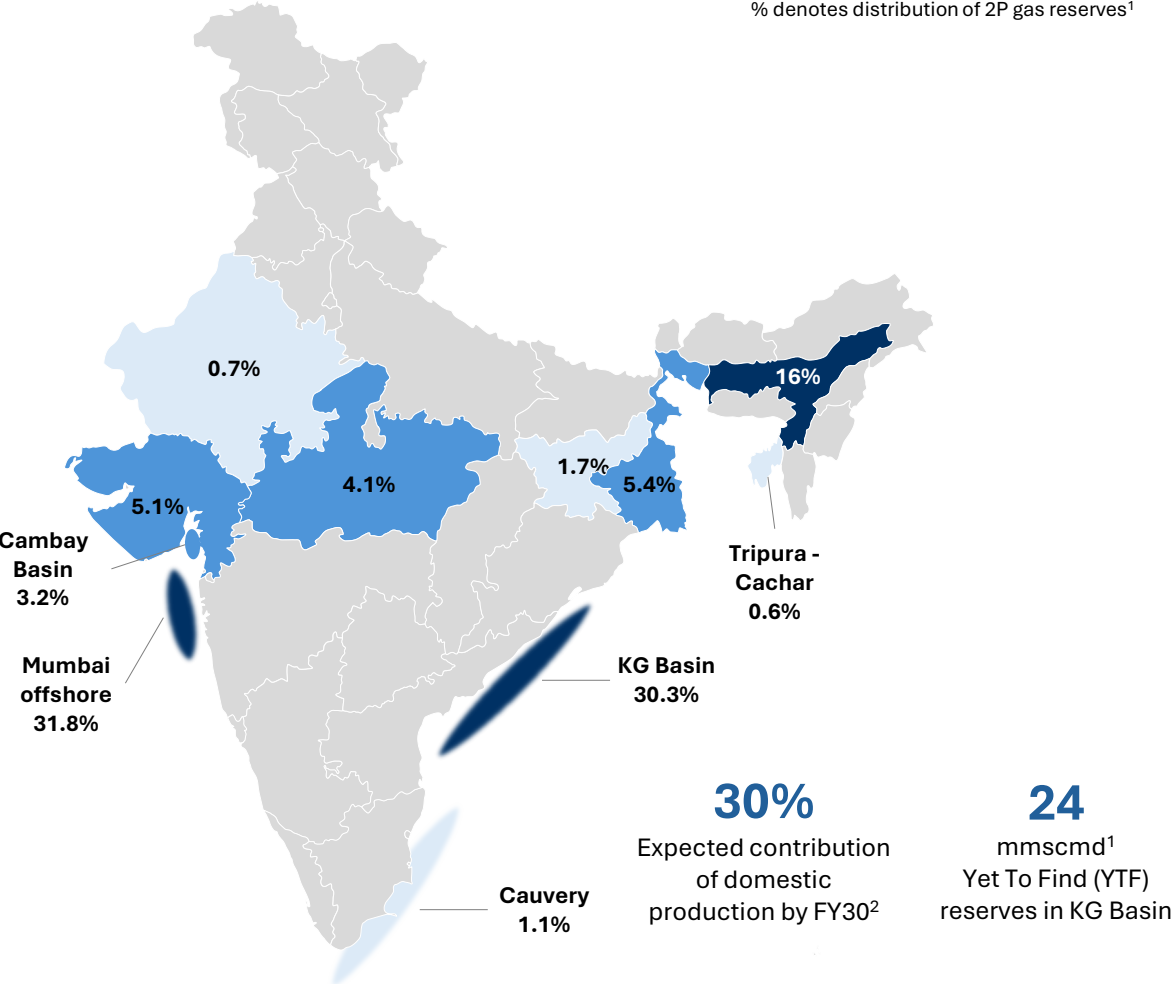 % denotes distribution of 2P gas reserves¹
0.7%
16%
1.7%
4.1%
5.4%
5.1%
Cambay
Basin
3.2%
Tripura -
Cachar
0.6%
Mumbai
offshore
31.8%
KG Basin
30.3%
30%
Expected contribution
of domestic
production by FY30²
24
mmscmd¹
Yet To Find (YTF)
reserves in KG Basin
Cauvery
1.1%